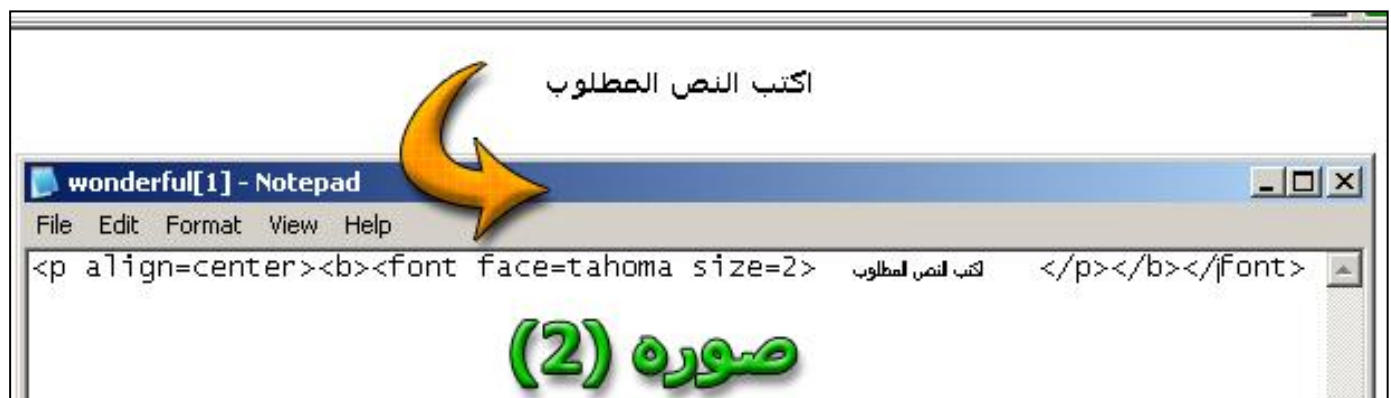 اكتب النص المطلوب
wonderful[1] - Notepad
File Edit Format View Help
<p align=center><b><font face=tahoma size=2> اكتب النص المطلوب </p></b></font>
صوره (2)